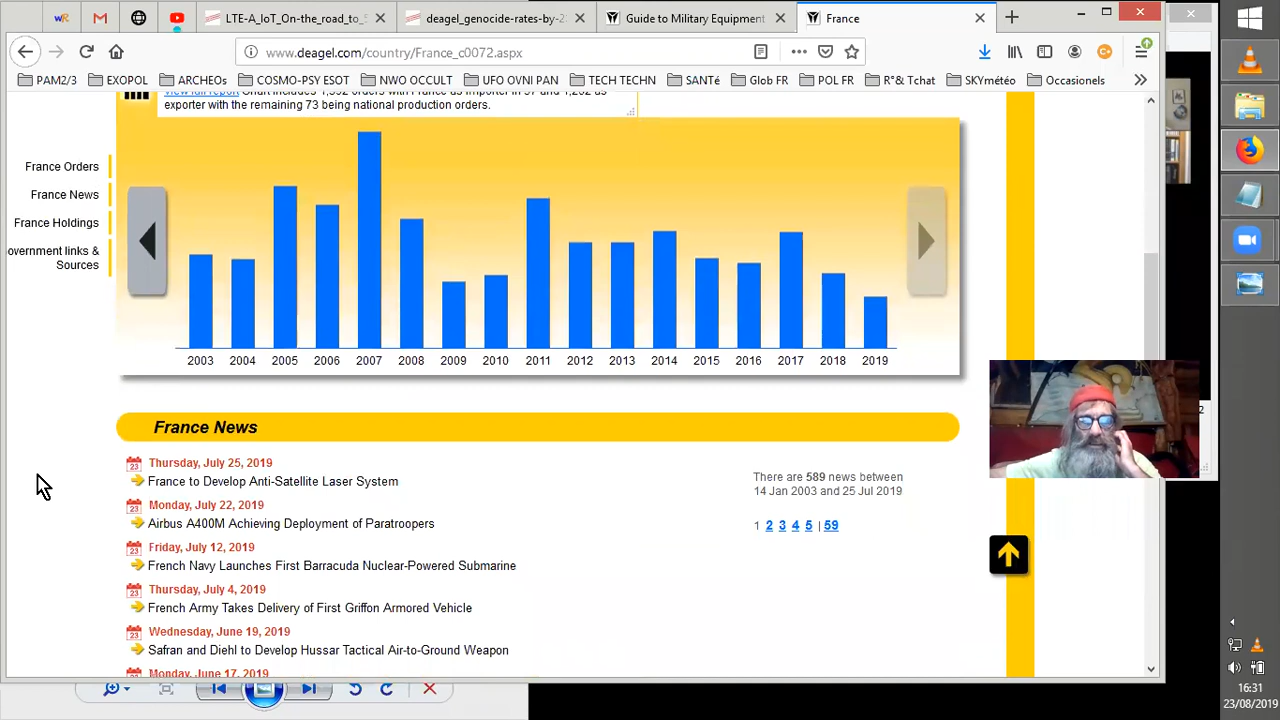 LTE-A_IoT_On-the_road_to_
deagel_genocide-rates-by-2
Guide to Military Equipment
France
www.deagel.com/country/France_c0072.aspx
PAM2/3 EXOPOL ARCHEOs COSMO-PSY ESOT NWO OCCULT UFO OVNI PAN TECH TECHN SANTé Glob FR POL FR R°& Tchat SKYmétéo Occasionels
exporter with the remaining 73 being national production orders.
France Orders
France News
France Holdings
overnment links &
Sources
2003 2004 2005 2006 2007 2008 2009 2010 2011 2012 2013 2014 2015 2016 2017 2018 2019
France News
Thursday, July 25, 2019
France to Develop Anti-Satellite Laser System
Monday, July 22, 2019
Airbus A400M Achieving Deployment of Paratroopers
Friday, July 12, 2019
French Navy Launches First Barracuda Nuclear-Powered Submarine
Thursday, July 4, 2019
French Army Takes Delivery of First Griffon Armored Vehicle
Wednesday, June 19, 2019
Safran and Diehl to Develop Hussar Tactical Air-to-Ground Weapon
Monday, June 17, 2019
There are 589 news between
14 Jan 2003 and 25 Jul 2019
1 2 3 4 5 | 59
16:31
23/08/2019